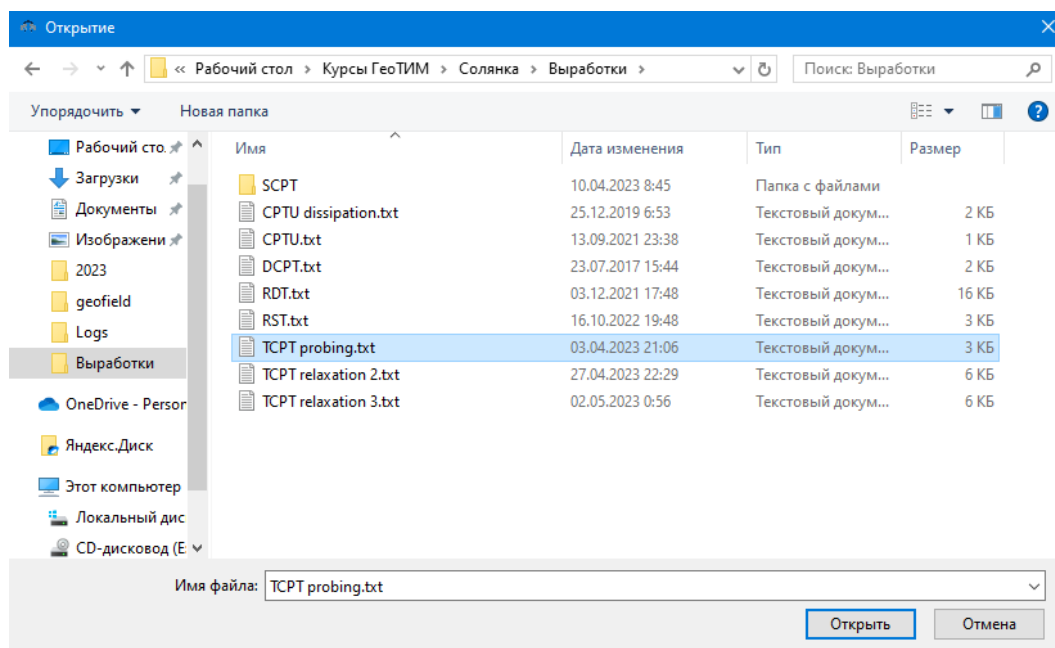 Открытие
« Рабочий стол › Курсы ГеоТИМ › Солянка › Выработки ›
Поиск: Выработки
Упорядочить
Новая папка
?
Рабочий сто.
Загрузки
Документы
Изображени
2023
geofield
Logs
Выработки
OneDrive - Person
Яндекс.Диск
Этот компьютер
Локальный дис
CD-дисковод (E:
Имя Дата изменения Тип Размер
SCPT 10.04.2023 8:45 Папка с файлами
CPTU dissipation.txt 25.12.2019 6:53 Текстовый докум... 2 КБ
CPTU.txt 13.09.2021 23:38 Текстовый докум... 1 КБ
DCPT.txt 23.07.2017 15:44 Текстовый докум... 2 КБ
RDT.txt 03.12.2021 17:48 Текстовый докум... 16 КБ
RST.txt 16.10.2022 19:48 Текстовый докум... 3 КБ
TCPT probing.txt 03.04.2023 21:06 Текстовый докум... 3 КБ
TCPT relaxation 2.txt 27.04.2023 22:29 Текстовый докум... 6 КБ
TCPT relaxation 3.txt 02.05.2023 0:56 Текстовый докум... 6 КБ
Имя файла: TCPT probing.txt
Открыть Отмена